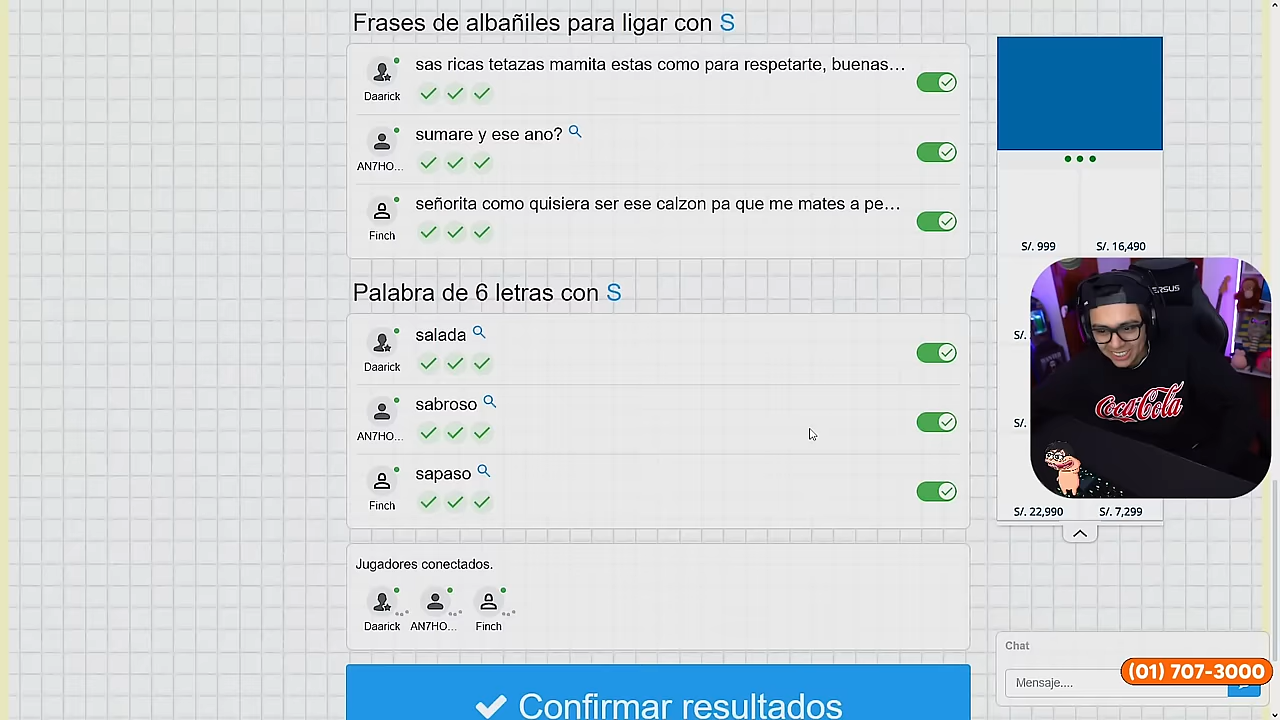 Frases de albañiles para ligar con S
sas ricas tetazas mamita estas como para respetarte, buenas...
Daarick
sumare y ese ano?
AN7HO...
señorita como quisiera ser ese calzon pa que me mates a pe...
Finch
S/. 999
S/. 16,490
Palabra de 6 letras con S
salada
Daarick
S/.
sabroso
AN7HO...
S/.
sapaso
Finch
S/. 22,990
S/. 7,299
VERSUS
Coca-Cola
Jugadores conectados.
Daarick
AN7HO...
Finch
Confirmar resultados
Chat
Mensaje....
(01) 707-3000